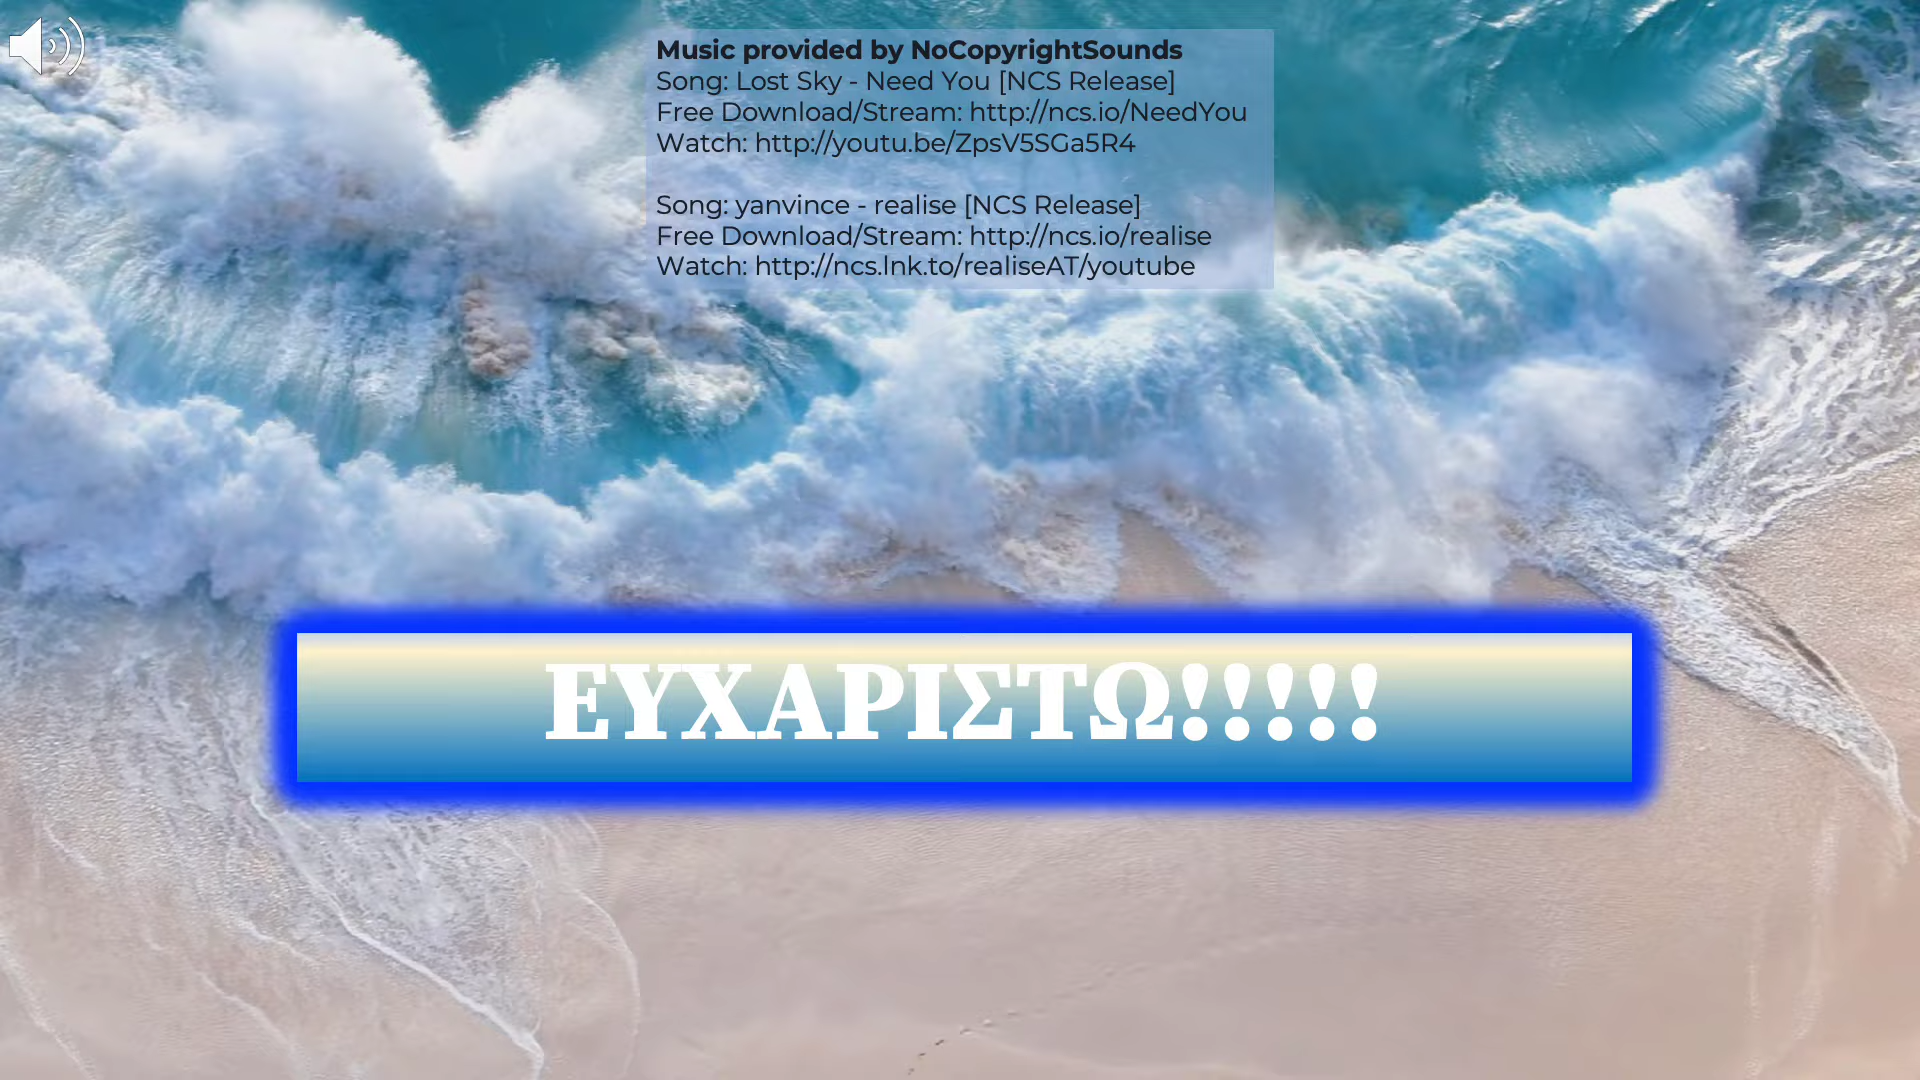 Music provided by NoCopyrightSounds
Song: Lost Sky - Need You [NCS Release]
Free Download/Stream: http://ncs.io/NeedYou
Watch: http://youtu.be/ZpsV5SGa5R4
Song: yanvince - realise [NCS Release]
Free Download/Stream: http://ncs.io/realise
Watch: http://ncs.lnk.to/realiseAT/youtube
ΕΥΧΑΡΙΣΤΩ!!!!!